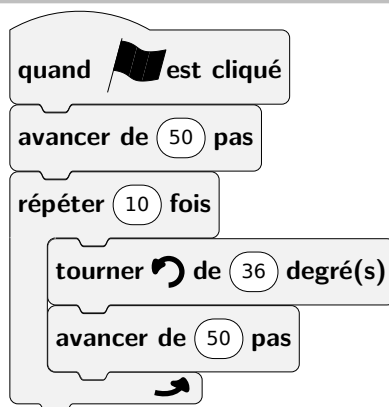 quand est cliqué
avancer de 50 pas
répéter 10 fois
tourner de 36 degré(s)
avancer de 50 pas